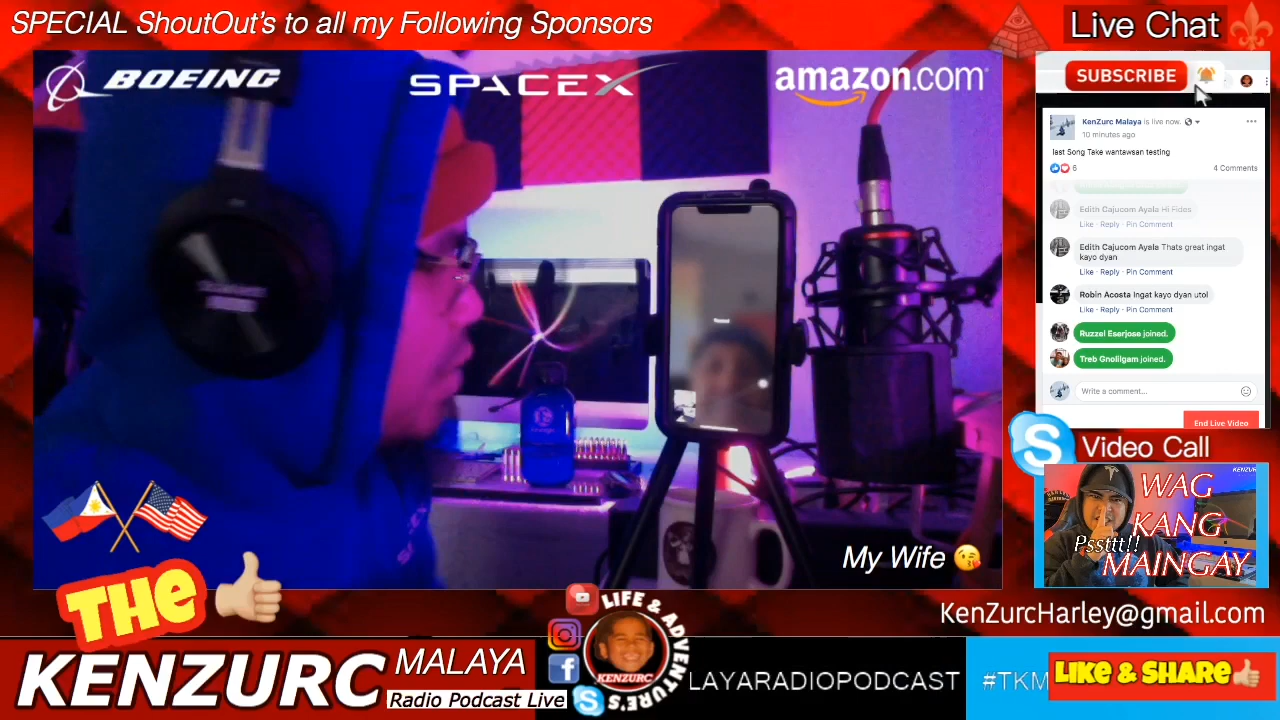 SPECIAL ShoutOut's to all my Following Sponsors
Live Chat
BOEING
SPACEX
amazon.com
SUBSCRIBE
KenZurc Malaya is live now.
10 minutes ago
last Song Take wantawsan testing
6
4 Comments
Edith Cajucom Ayala Hi Fides
Like · Reply · Pin Comment
Edith Cajucom Ayala Thats great ingat
kayo dyan
Like · Reply · Pin Comment
Robin Acosta Ingat kayo dyan utol
Like · Reply · Pin Comment
Ruzzel Eserjose joined.
Treb Gnolilgam joined.
Write a comment...
End Live Video
Video Call
KENZUR
WAG
KANG
Pssttt!!
MAINGAY
My Wife
KenZurcHarley@gmail.com
THE
KENZURC
MALAYA
Radio Podcast Live
LIFE & ADVENTURE'S
KENZURC
LAYARADIOPODCAST
#TKM
LIKE & SHARE